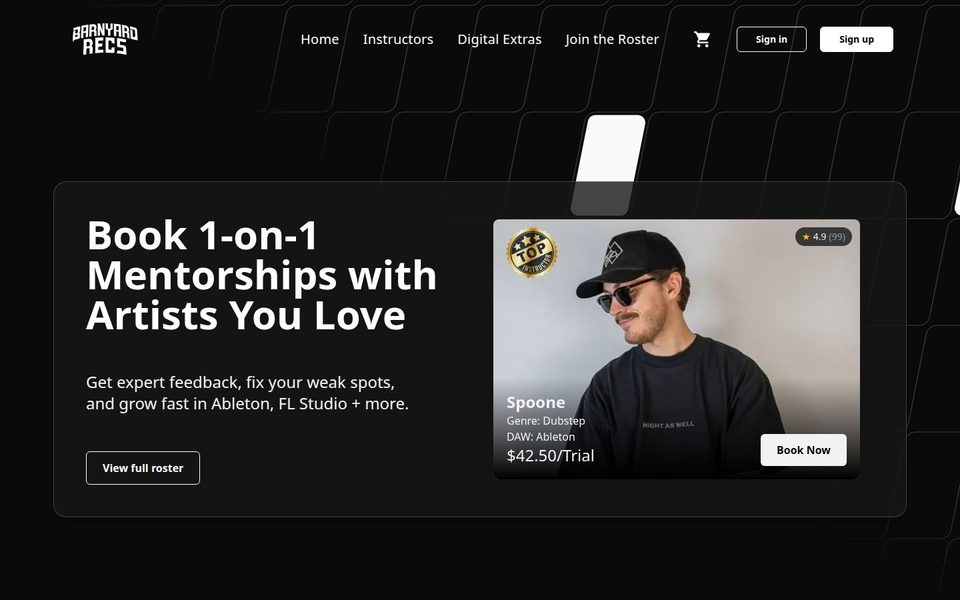 BARNYARD
RECS
Home
Instructors
Digital Extras
Join the Roster
Sign in
Sign up
Book 1-on-1
Mentorships with
Artists You Love
Get expert feedback, fix your weak spots,
and grow fast in Ableton, FL Studio + more.
View full roster
TOP
INSTRUCTOR
★ 4.9 (99)
MIGHT AS WELL
Spoone
Genre: Dubstep
DAW: Ableton
$42.50/Trial
Book Now